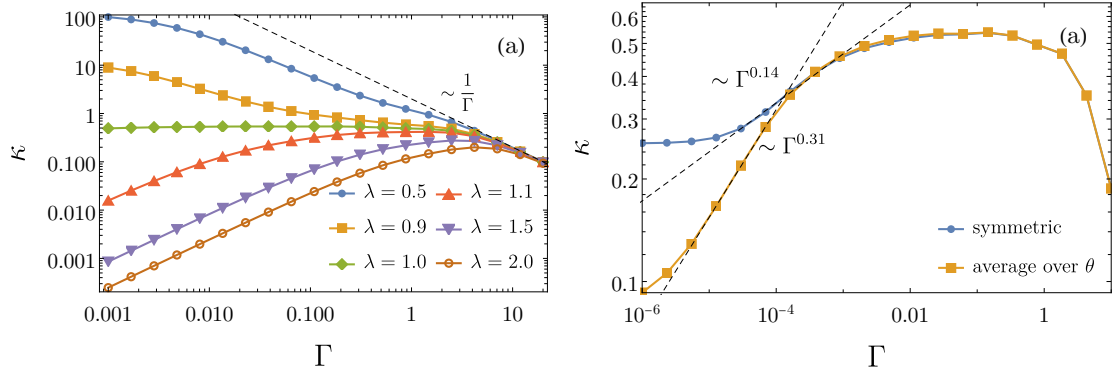 100
10
1
0.100
0.010
0.001
κ
(a)
∼ 1/Γ
λ = 0.5
λ = 1.1
λ = 0.9
λ = 1.5
λ = 1.0
λ = 2.0
0.001
0.010
0.100
1
10
Γ
0.6
0.5
0.4
0.3
0.2
0.1
κ
(a)
∼ Γ^0.14
∼ Γ^0.31
symmetric
average over θ
10^-6
10^-4
0.01
1
Γ